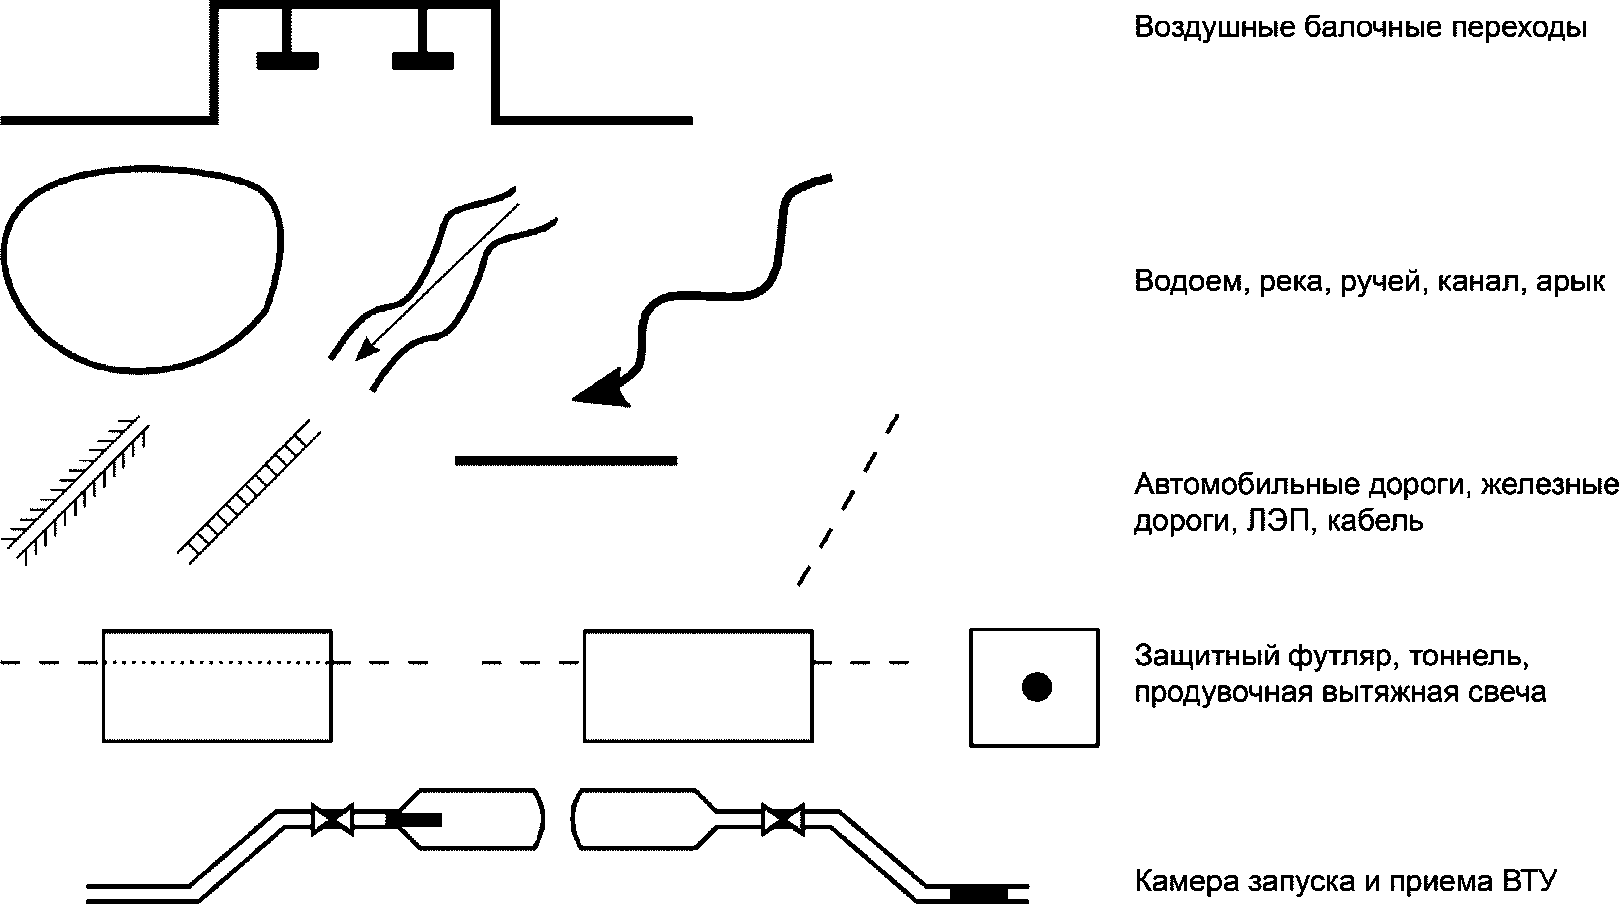 Воздушные балочные переходы
Водоем, река, ручей, канал, арык
Автомобильные дороги, железные
дороги, ЛЭП, кабель
Защитный футляр, тоннель,
продувочная вытяжная свеча
Камера запуска и приема ВТУ